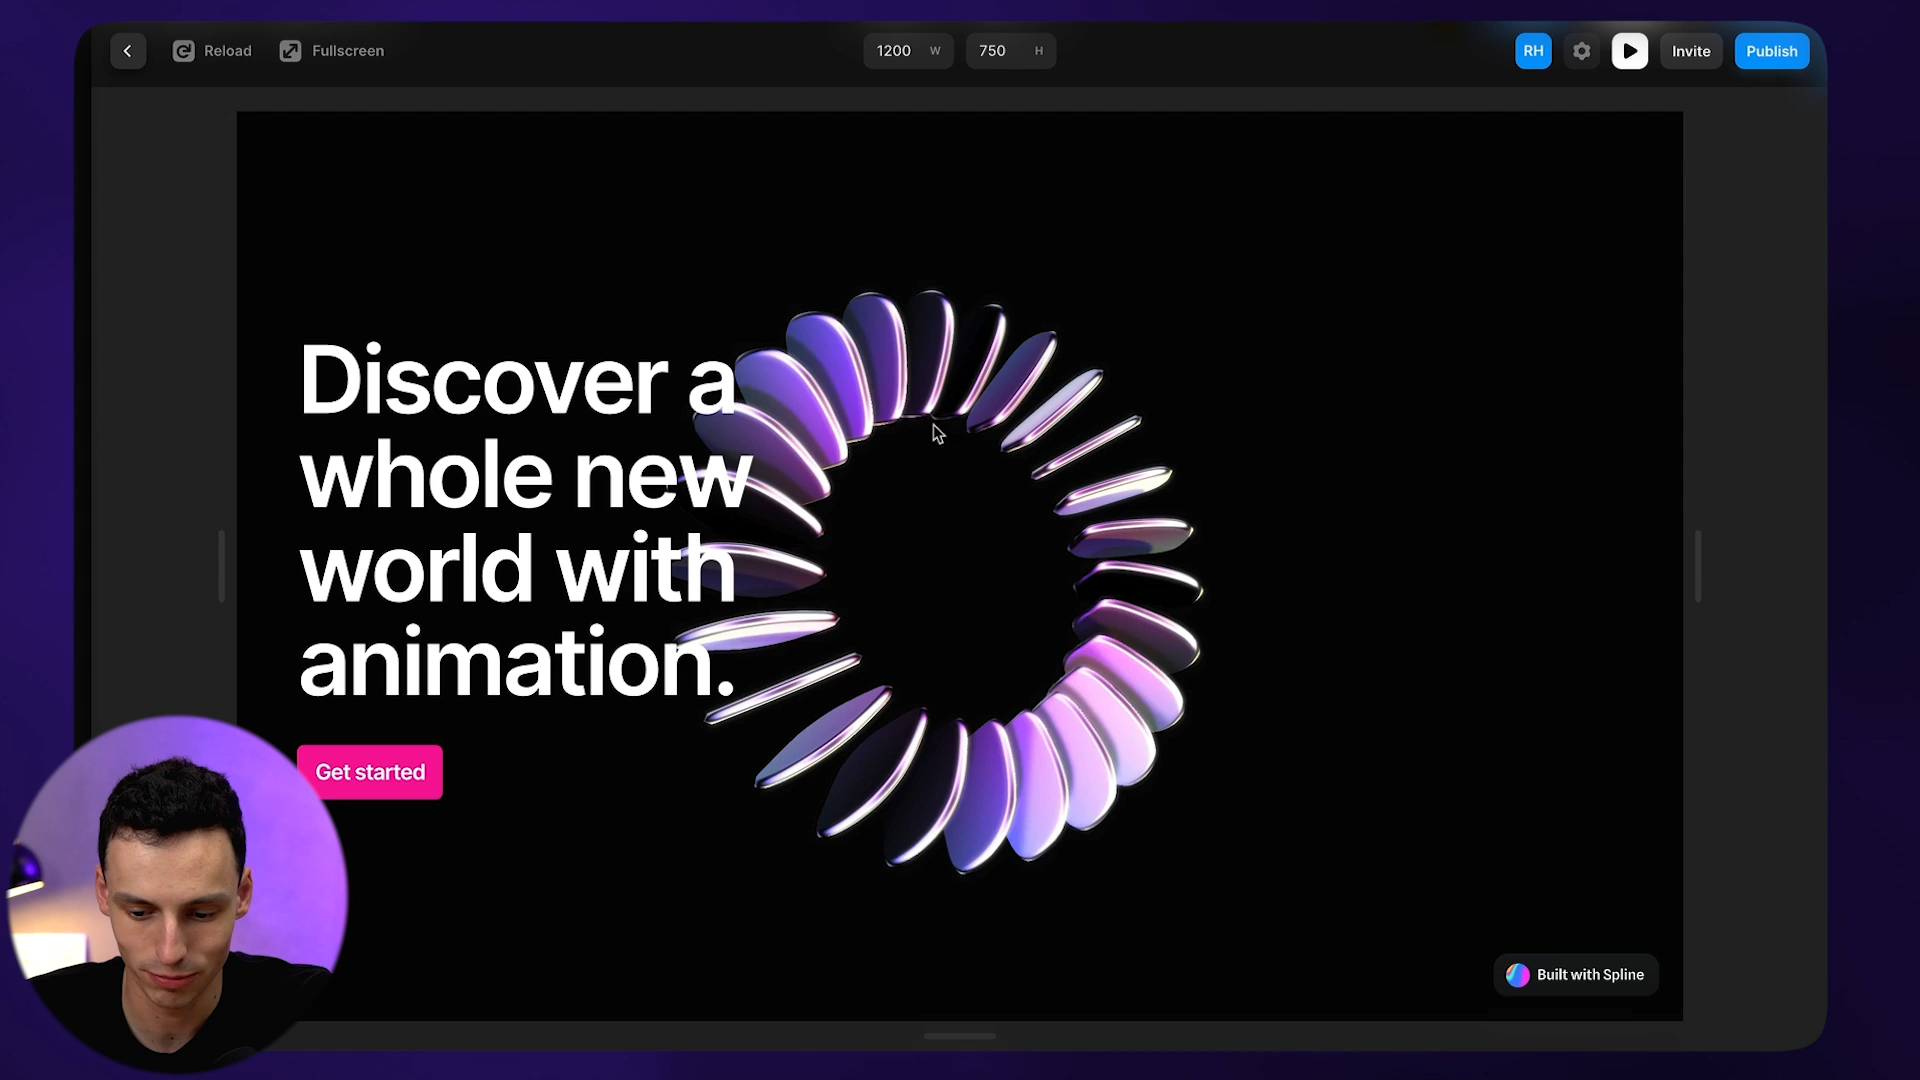 Reload
Fullscreen
1200 W
750 H
RH
Invite
Publish
Discover a
whole new
world with
animation.
Get started
Built with Spline